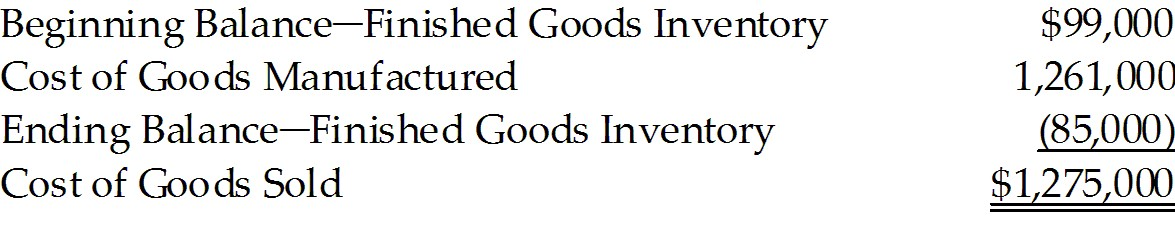 Beginning Balance—Finished Goods Inventory $99,000
Cost of Goods Manufactured 1,261,000
Ending Balance—Finished Goods Inventory (85,000)
Cost of Goods Sold $1,275,000